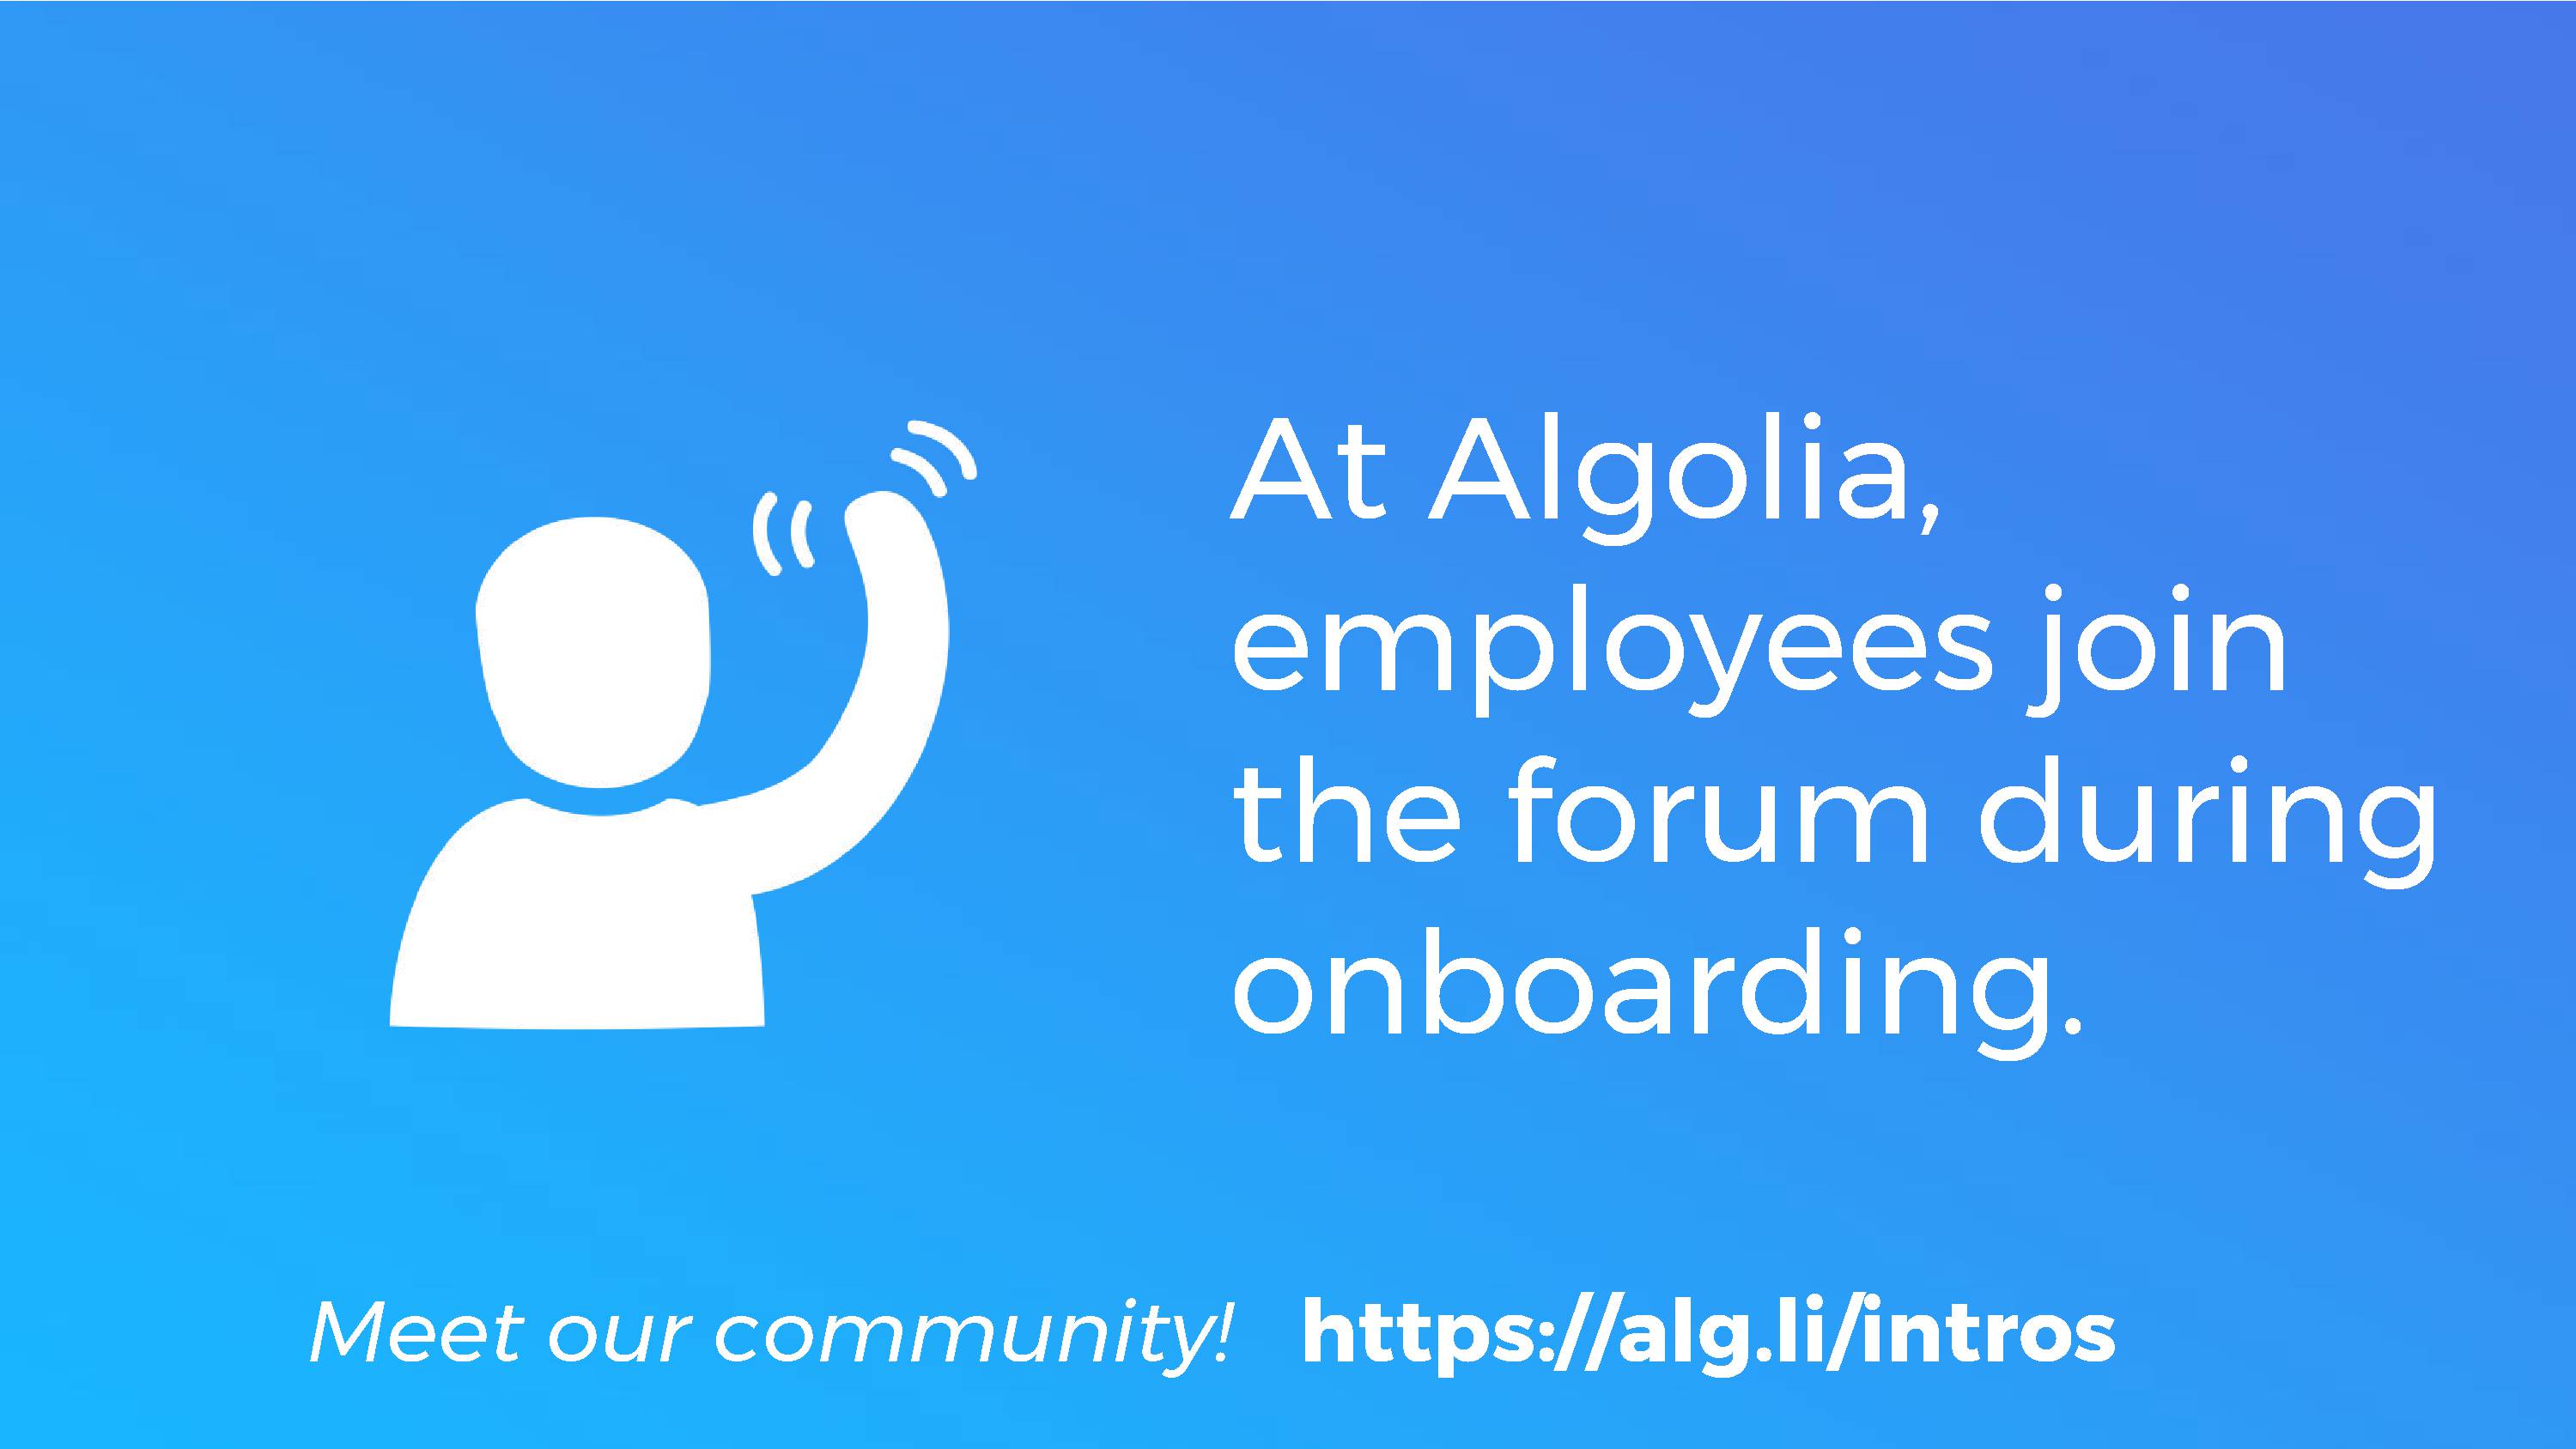 At Algolia,
employees join
the forum during
onboarding.
Meet our community! https://alg.li/intros